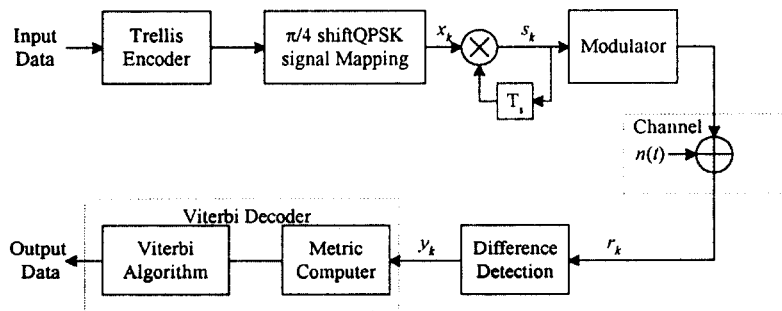 Input
Data
Trellis
Encoder
π/4 shiftQPSK
signal Mapping
x_k
s_k
T_s
Modulator
Channel
n(t)
r_k
Difference
Detection
y_k
Viterbi Decoder
Metric
Computer
Viterbi
Algorithm
Output
Data